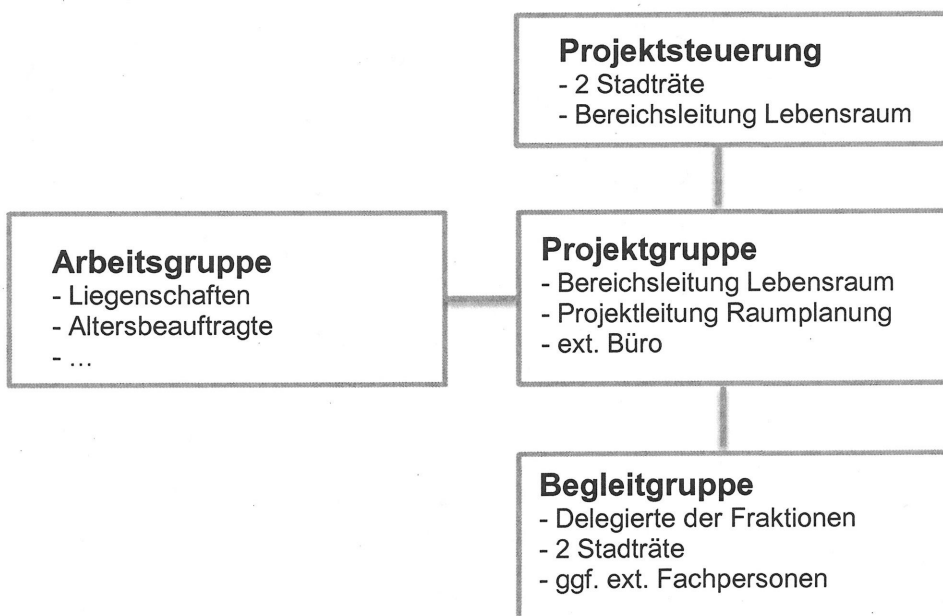 Projektsteuerung
- 2 Stadträte
- Bereichsleitung Lebensraum
Arbeitsgruppe
- Liegenschaften
- Altersbeauftragte
- ...
Projektgruppe
- Bereichsleitung Lebensraum
- Projektleitung Raumplanung
- ext. Büro
Begleitgruppe
- Delegierte der Fraktionen
- 2 Stadträte
- ggf. ext. Fachpersonen